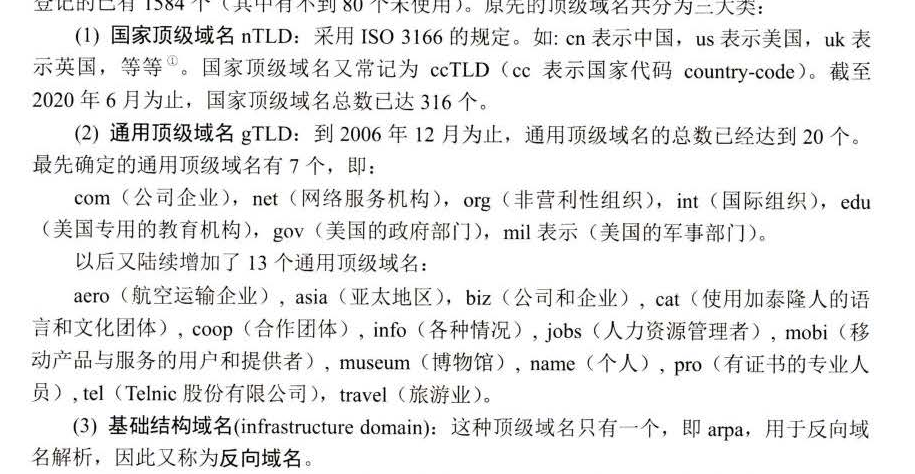 登记的已有 1584 个（其中有不到 80 个未使用）。原先的顶级域名共分为三大类：
(1) 国家顶级域名 nTLD：采用 ISO 3166 的规定。如: cn 表示中国，us 表示美国，uk 表
示英国，等等①。国家顶级域名又常记为 ccTLD（cc 表示国家代码 country-code）。截至
2020 年 6 月为止，国家顶级域名总数已达 316 个。
(2) 通用顶级域名 gTLD：到 2006 年 12 月为止，通用顶级域名的总数已经达到 20 个。
最先确定的通用顶级域名有 7 个，即：
com（公司企业），net（网络服务机构），org（非营利性组织），int（国际组织），edu
（美国专用的教育机构），gov（美国的政府部门），mil 表示（美国的军事部门）。
以后又陆续增加了 13 个通用顶级域名：
aero（航空运输企业），asia（亚太地区），biz（公司和企业），cat（使用加泰隆人的语
言和文化团体），coop（合作团体），info（各种情况），jobs（人力资源管理者），mobi（移
动产品与服务的用户和提供者），museum（博物馆），name（个人），pro（有证书的专业人
员），tel（Telnic 股份有限公司），travel（旅游业）。
(3) 基础结构域名(infrastructure domain)：这种顶级域名只有一个，即 arpa，用于反向域
名解析，因此又称为反向域名。